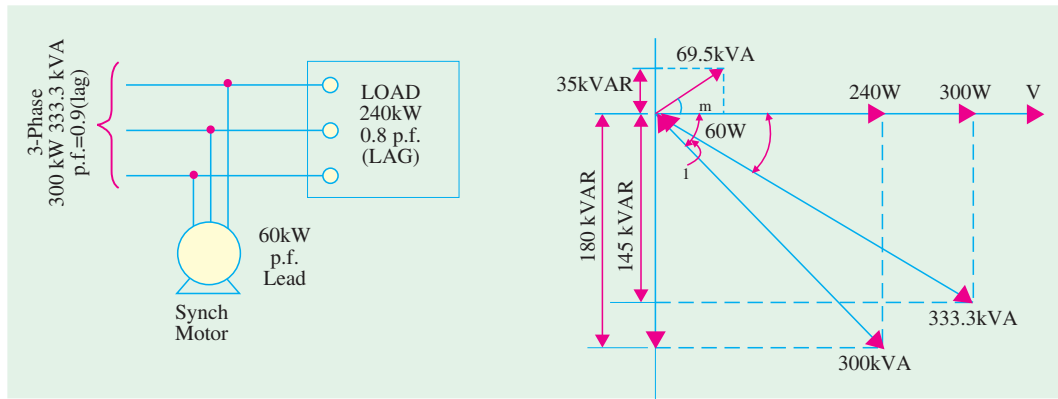 3-Phase
300 kW 333.3 kVA
p.f.=0.9(lag)
LOAD
240kW
0.8 p.f.
(LAG)
60kW
p.f.
Lead
Synch
Motor
69.5kVA
35kVAR
m
60W
240W
300W
V
l
180 kVAR
145 kVAR
333.3kVA
300kVA